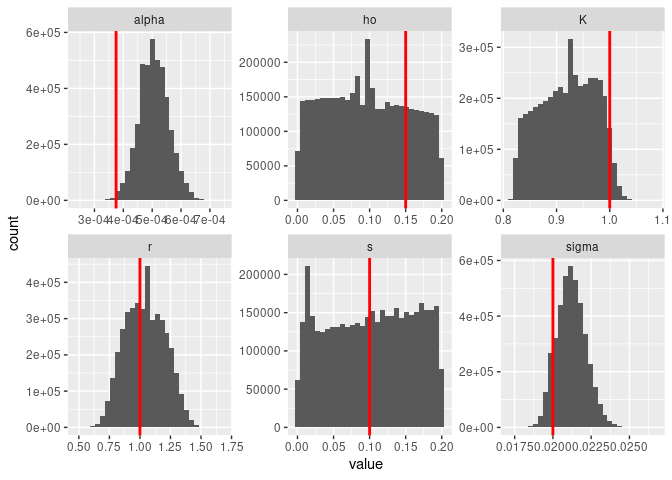 alpha
ho
K
6e+05
4e+05
2e+05
0e+00
200000
150000
100000
50000
0
3e+05
2e+05
1e+05
0e+00
3e-04 4e-04 5e-04 6e-04 7e-04
0.00 0.05 0.10 0.15 0.20
0.8 0.9 1.0 1.1
count
r
s
sigma
4e+05
3e+05
2e+05
1e+05
0e+00
200000
150000
100000
50000
0
6e+05
4e+05
2e+05
0e+00
0.50 0.75 1.00 1.25 1.50 1.75
0.00 0.05 0.10 0.15 0.20
0.0175 0.0200 0.0225 0.0250
value